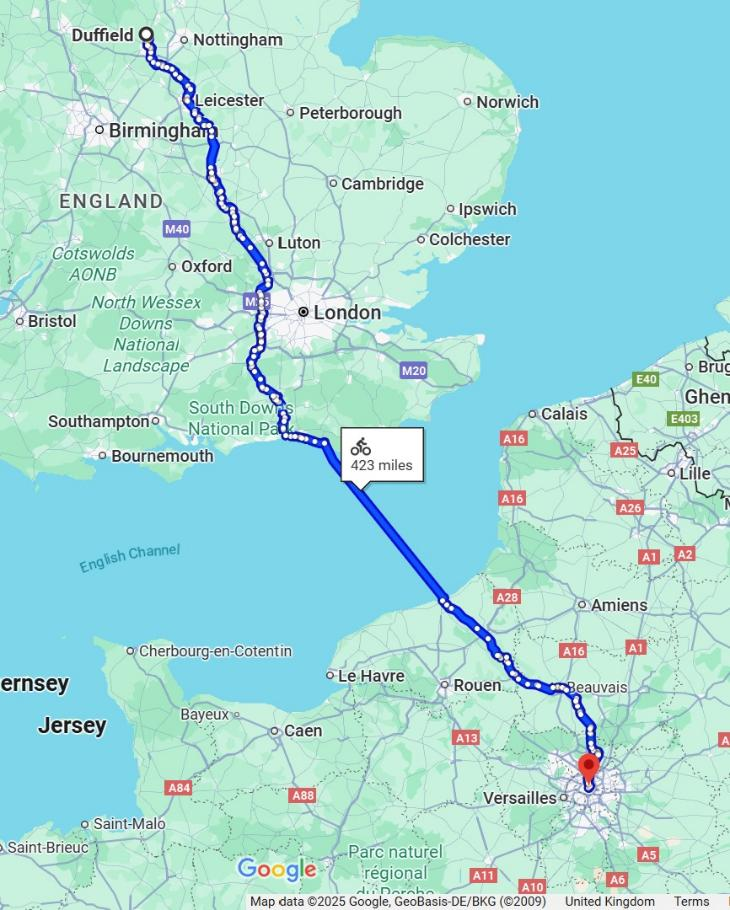 Duffield
Nottingham
Leicester
Norwich
Peterborough
Birmingham
Cambridge
ENGLAND
Ipswich
M40
Colchester
Luton
Cotswolds
AONB
Oxford
North Wessex
Downs
National
Landscape
London
Bristol
M20
Brug
E40
Ghen
South Downs
National Park
Calais
E403
Southampton
A16
A25
Bournemouth
423 miles
Lille
A16
A26
English Channel
A1
A2
A28
Amiens
Cherbourg-en-Cotentin
A16
A1
ernsey
Le Havre
Rouen
Beauvais
Jersey
Bayeux
Caen
A13
A84
A88
Versailles
Saint-Malo
Saint-Brieuc
Parc naturel
régional
du Perche
A5
A11
A10
A6
Google
Map data ©2025 Google, GeoBasis-DE/BKG (©2009) United Kingdom Terms